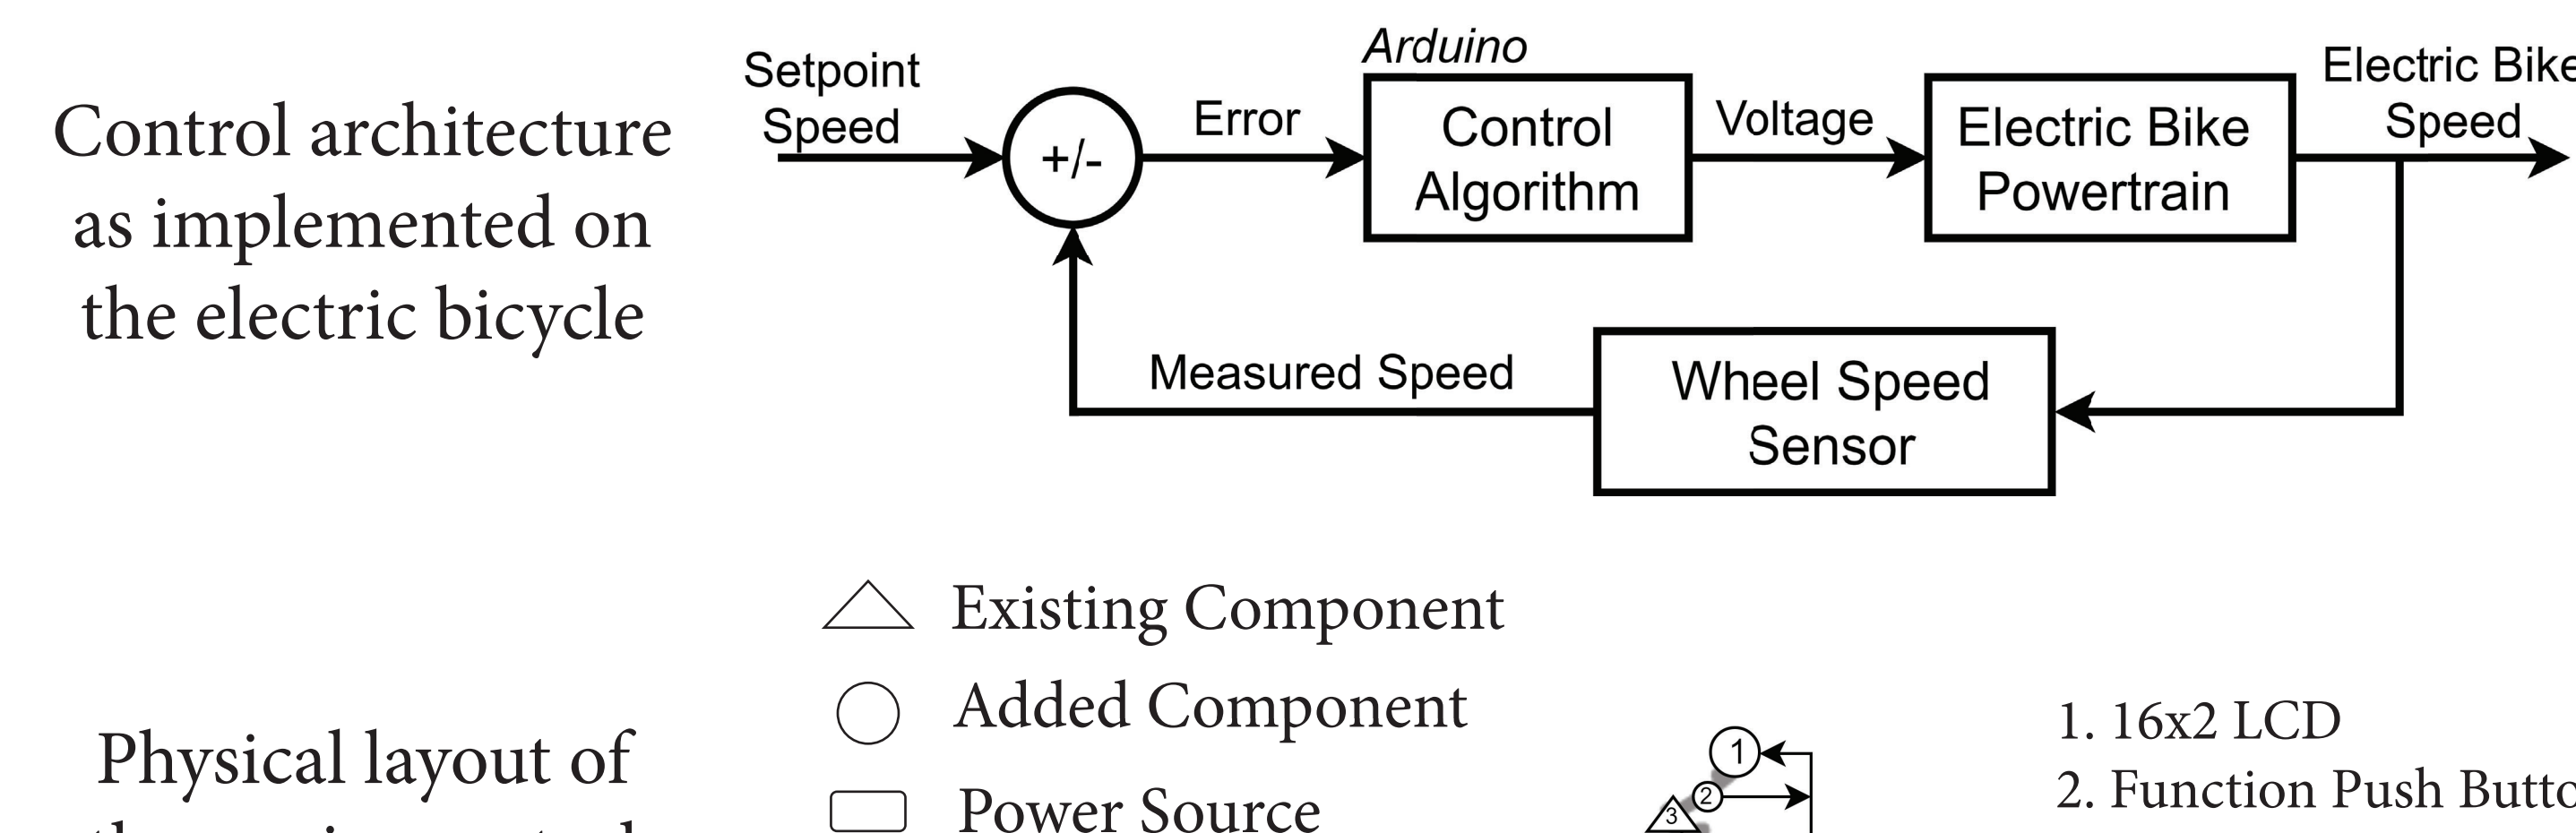 Control architecture
as implemented on
the electric bicycle
Setpoint
Speed
+/-
Error
Arduino
Control
Algorithm
Voltage
Electric Bike
Powertrain
Electric Bike
Speed
Measured Speed
Wheel Speed
Sensor
Existing Component
Added Component
Power Source
Physical layout of
1
2
3
1. 16x2 LCD
2. Function Push